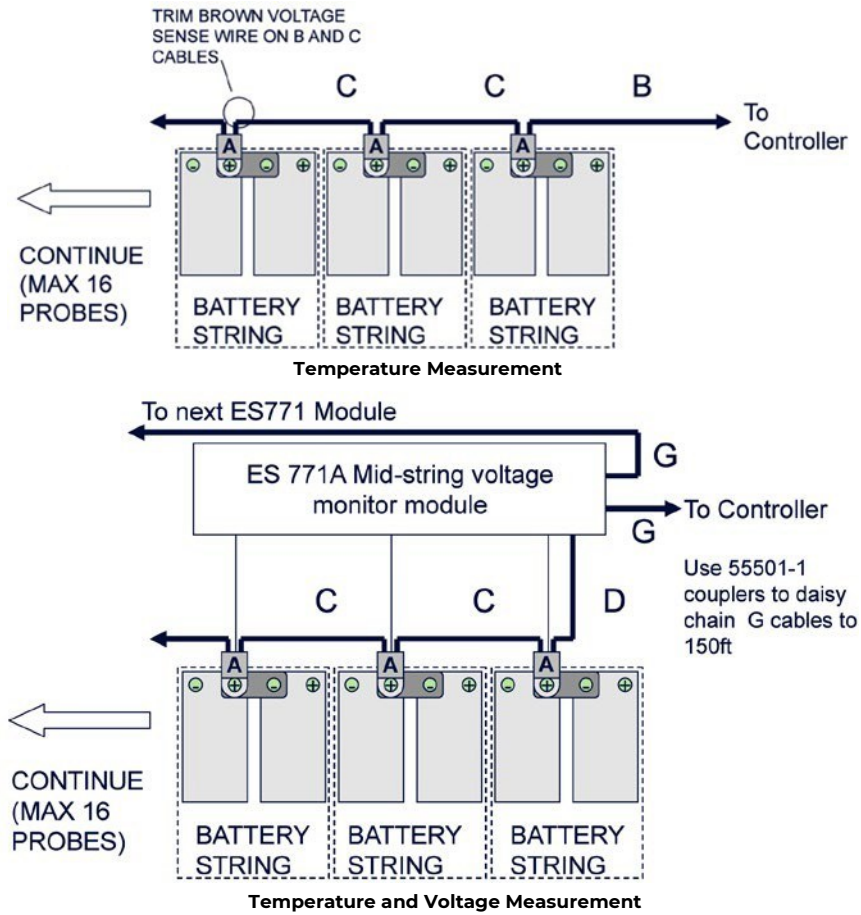 TRIM BROWN VOLTAGE
SENSE WIRE ON B AND C
CABLES
C
C
B
To
Controller
A
A
A
CONTINUE
(MAX 16
PROBES)
BATTERY
STRING
BATTERY
STRING
BATTERY
STRING
Temperature Measurement
To next ES771 Module
G
ES 771A Mid-string voltage
monitor module
To Controller
G
Use 55501-1
couplers to daisy
chain G cables to
150ft
C
C
D
A
A
A
CONTINUE
(MAX 16
PROBES)
BATTERY
STRING
BATTERY
STRING
BATTERY
STRING
Temperature and Voltage Measurement